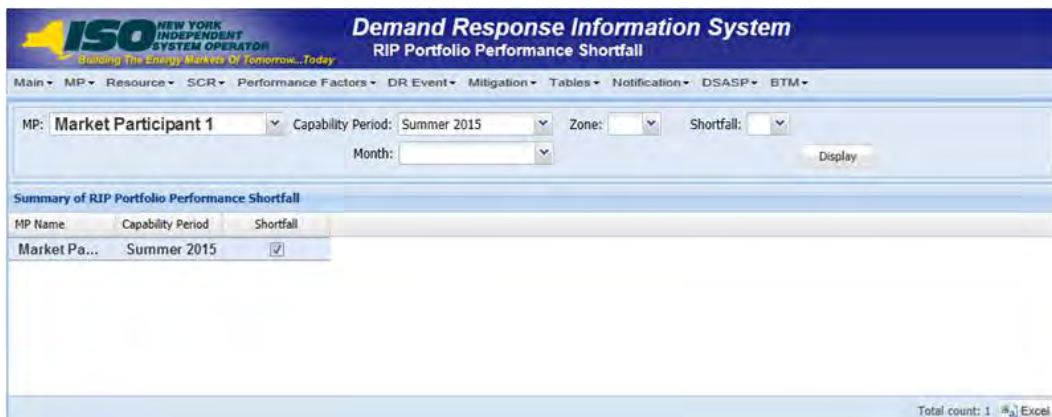 ISO NEW YORK INDEPENDENT SYSTEM OPERATOR
Building The Energy Markets Of Tomorrow...Today
Demand Response Information System
RIP Portfolio Performance Shortfall
Main MP Resource SCR Performance Factors DR Event Mitigation Tables Notification DSASP BTM
MP: Market Participant 1 Capability Period: Summer 2015 Zone: Shortfall:
Month: Display
Summary of RIP Portfolio Performance Shortfall
MP Name Capability Period Shortfall
Market Pa... Summer 2015
Total count: 1 Excel